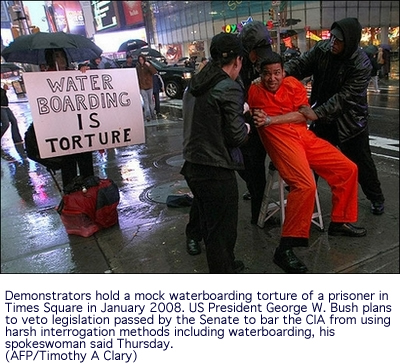 WATER
BOARDING
IS
TORTURE
Demonstrators hold a mock waterboarding torture of a prisoner in
Times Square in January 2008. US President George W. Bush plans
to veto legislation passed by the Senate to bar the CIA from using
harsh interrogation methods including waterboarding, his
spokeswoman said Thursday.
(AFP/Timothy A Clary)